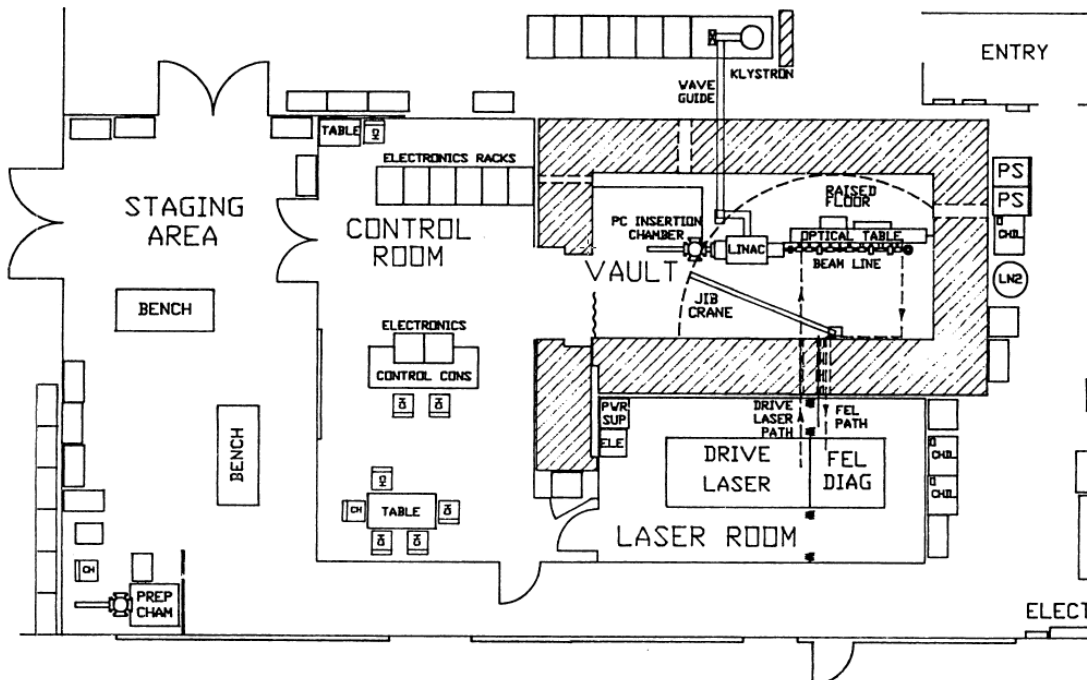 ENTRY
KLYSTRON
WAVE
GUIDE
TABLE
ELECTRONICS RACKS
STAGING
AREA
CONTROL
ROOM
PC INSERTION
CHAMBER
RAISED
FLOOR
OPTICAL TABLE
LINAC
BEAM LINE
VAULT
JIB
CRANE
PS
PS
CHIL
LN2
BENCH
ELECTRONICS
CONTROL CONS
BENCH
PWR
SUP
ELE
DRIVE
LASER
PATH
FEL
PATH
DRIVE
LASER
FEL
DIAG
CHIL
CHIL
LASER ROOM
TABLE
CH
CH
PREP
CHAM
ELECT